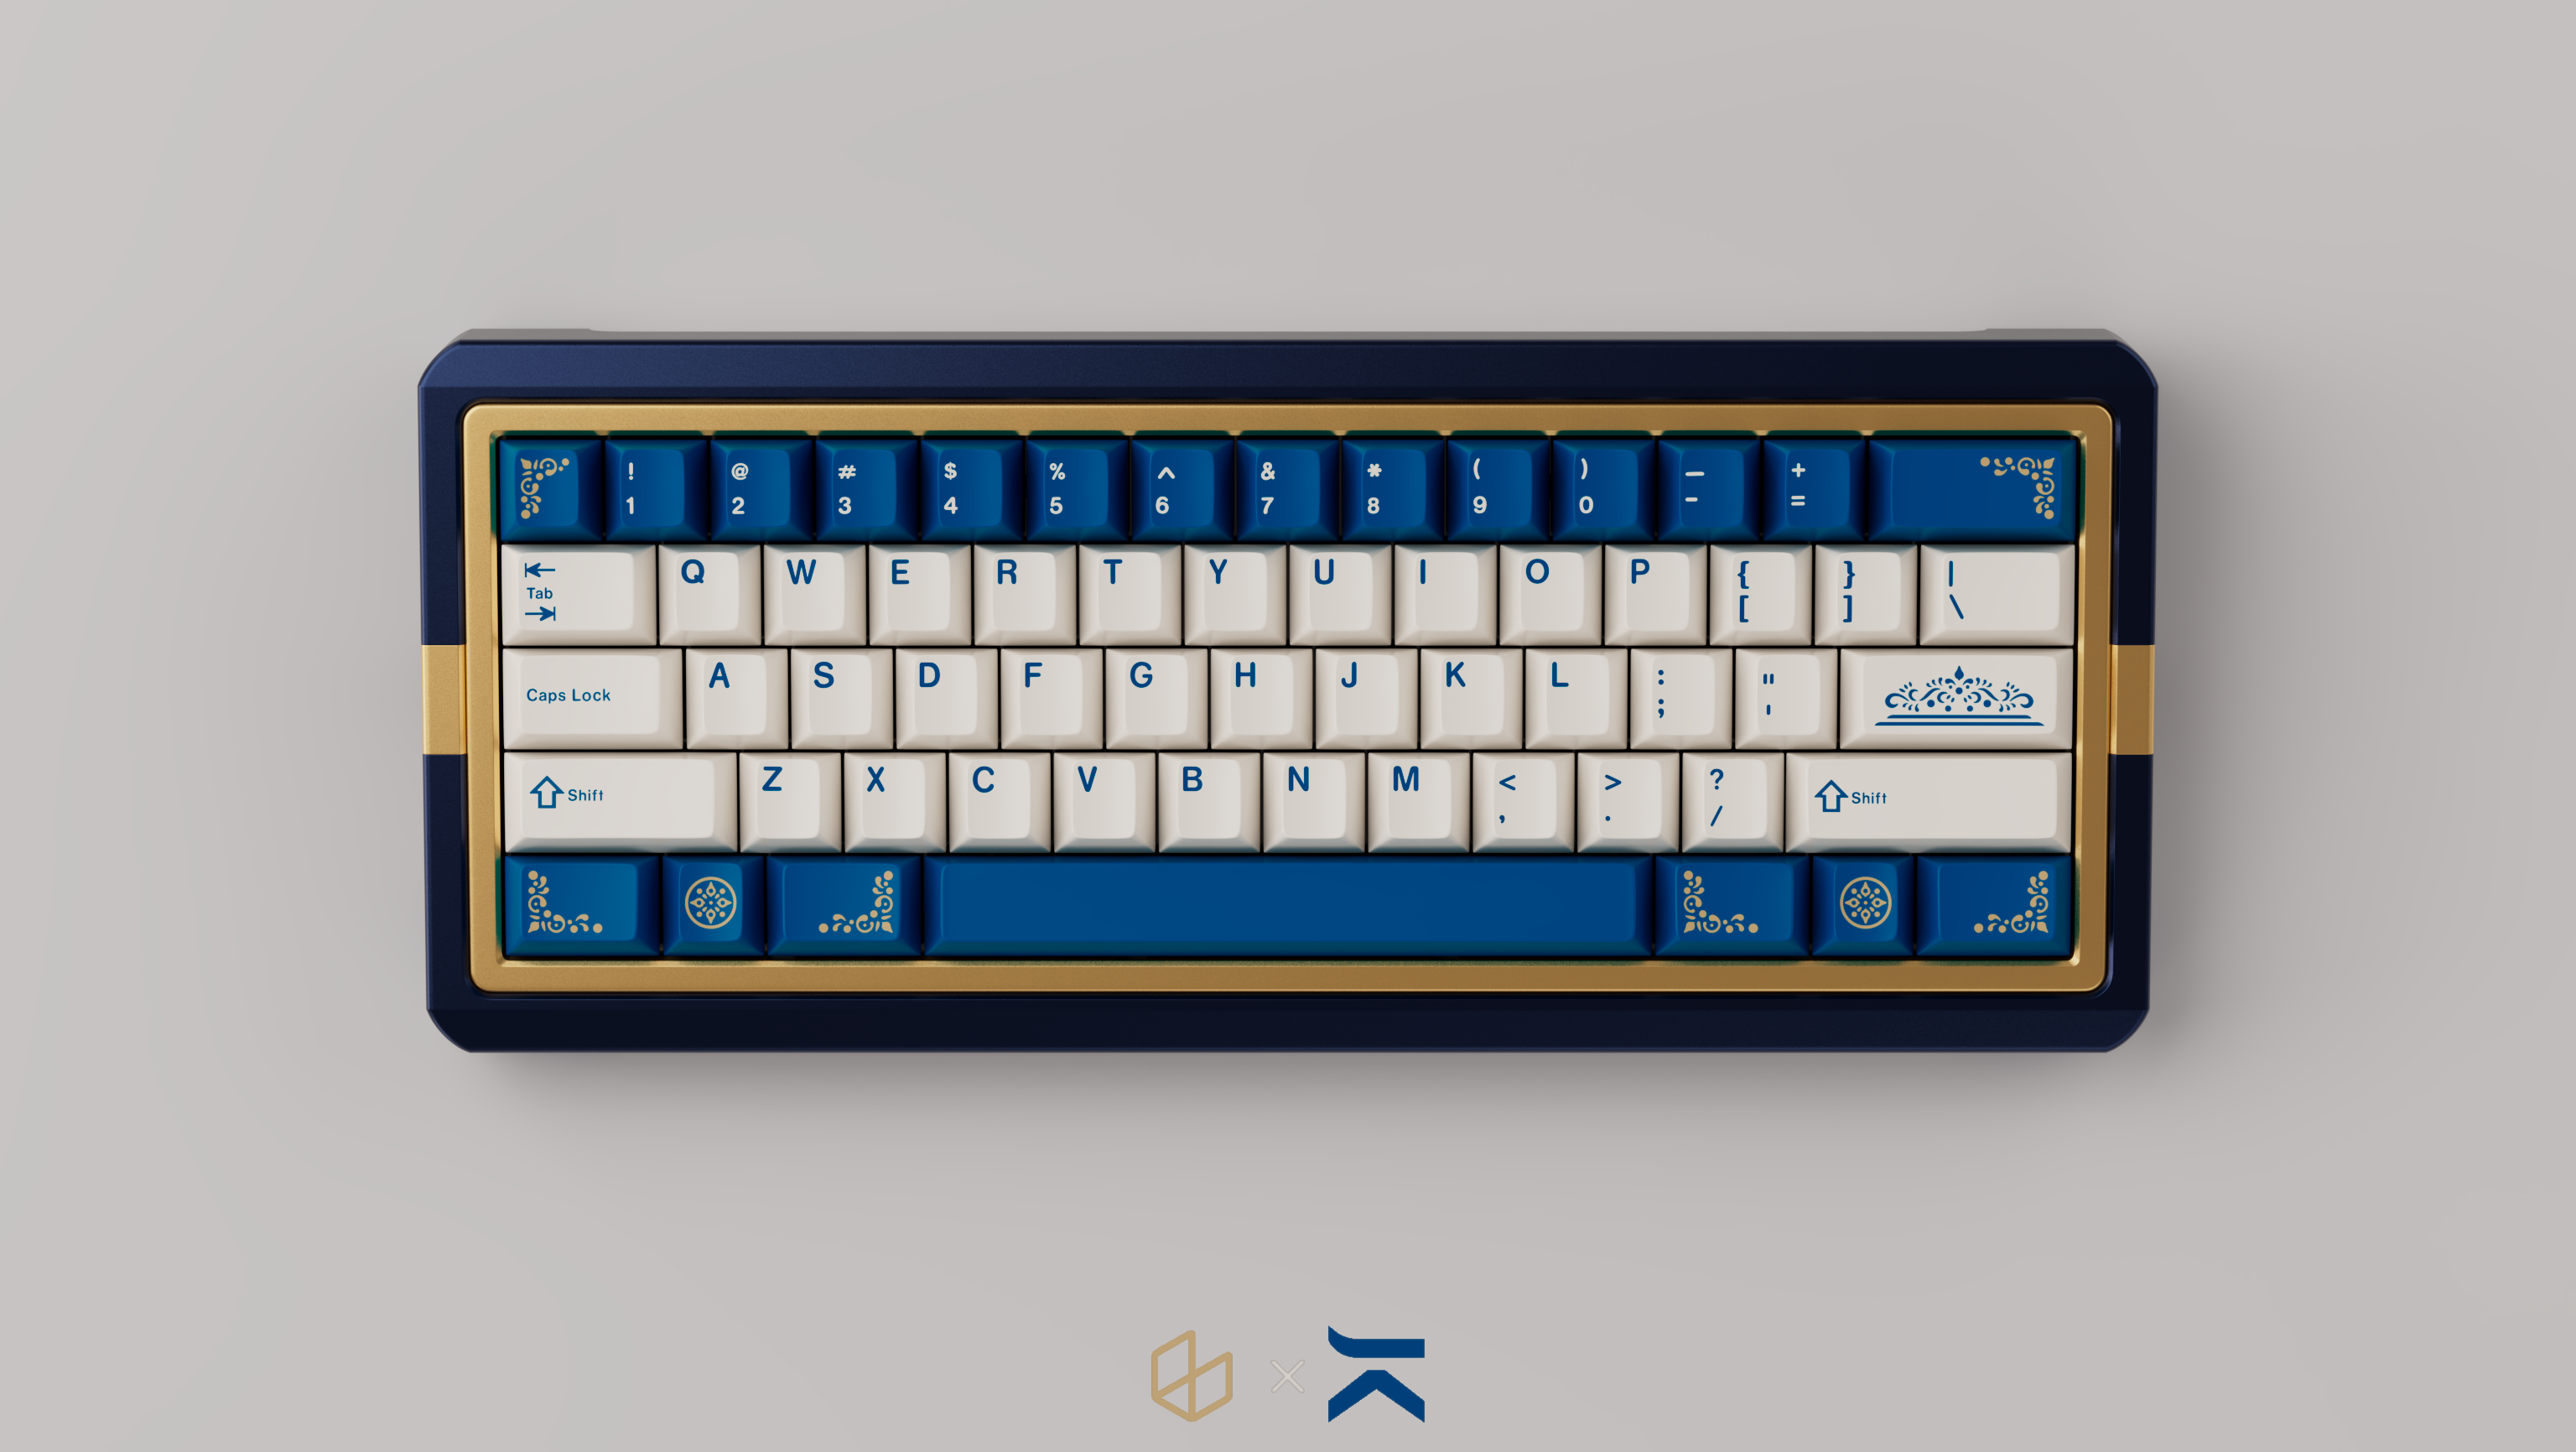 ! @ # $ % ^ & * ( ) _ +
1 2 3 4 5 6 7 8 9 0 - =
Tab Q W E R T Y U I O P { } |
[ ] \
Caps Lock A S D F G H J K L : "
; '
Shift Z X C V B N M < > ? Shift
, . /